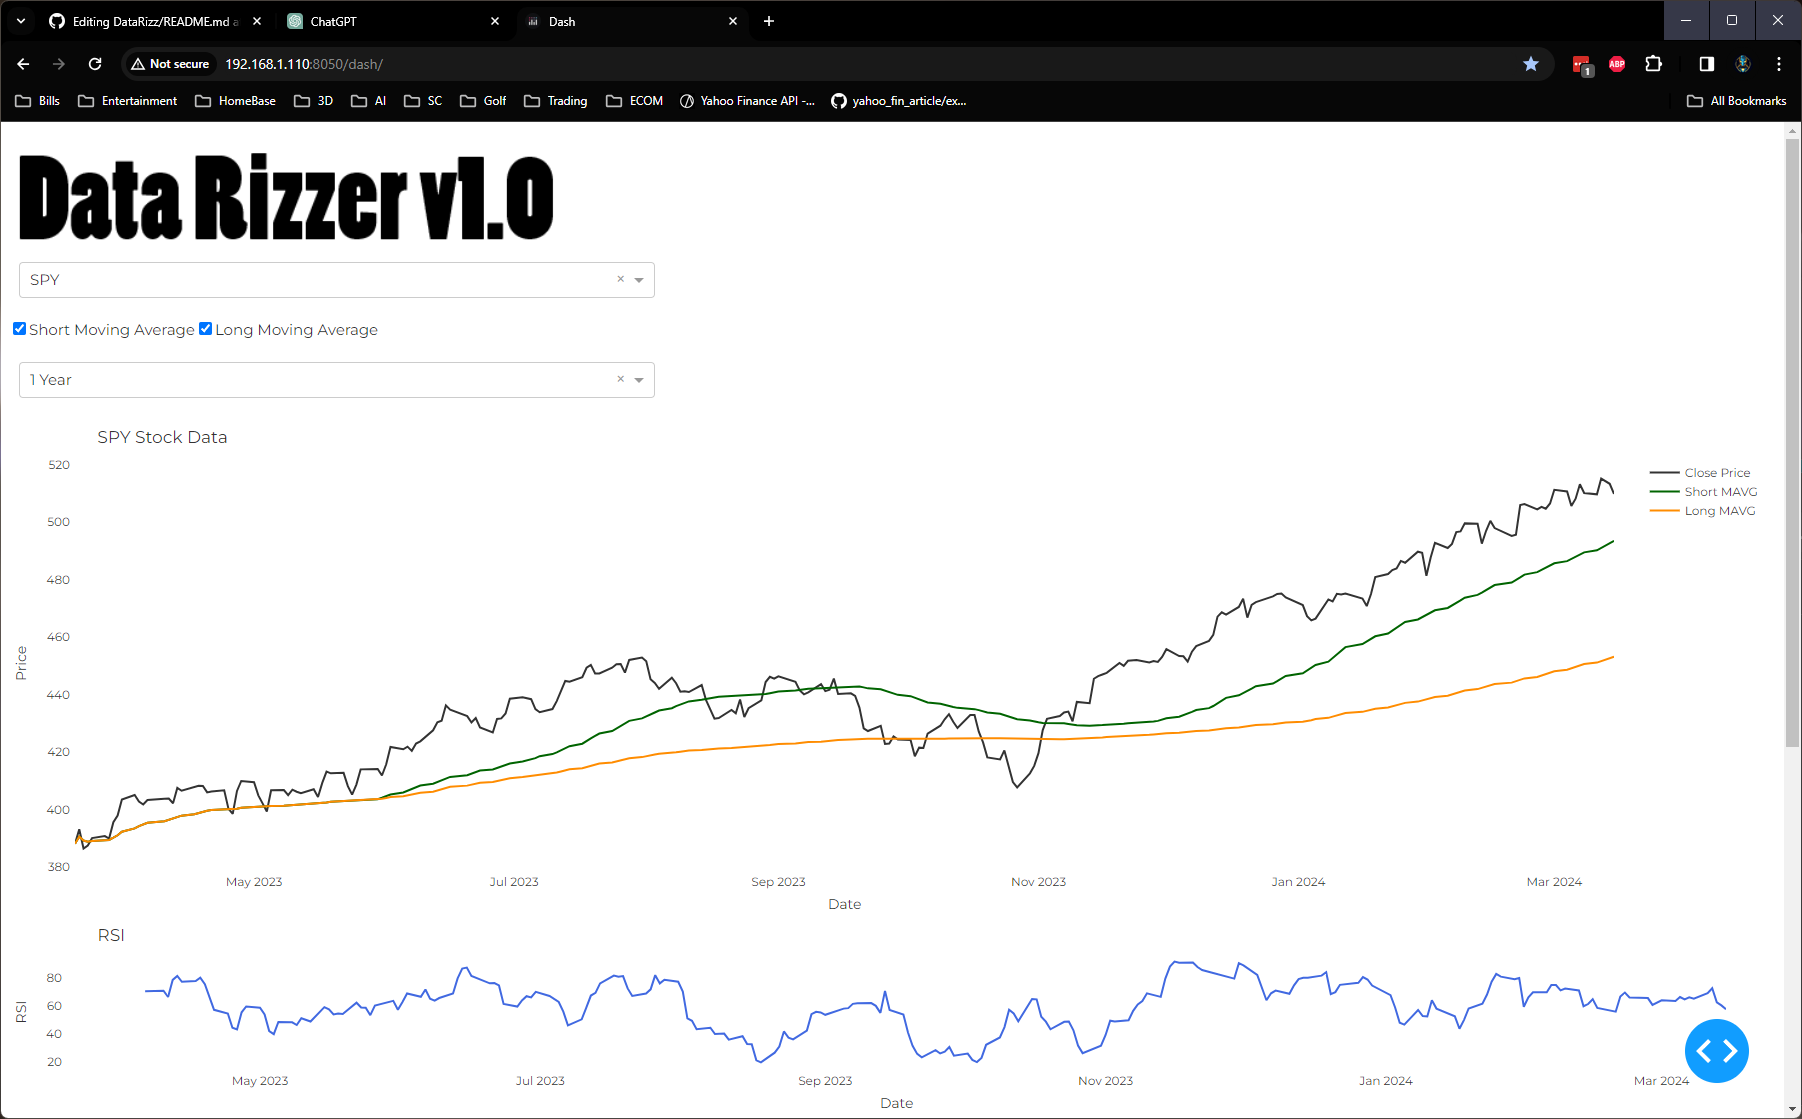 Editing DataRizz/README.md a
ChatGPT
Dash
Not secure
192.168.1.110:8050/dash/
1
ABP
Bills
Entertainment
HomeBase
3D
AI
SC
Golf
Trading
ECOM
Yahoo Finance API -...
yahoo_fin_article/ex...
All Bookmarks
Data Rizzer v1.0
SPY
Short Moving Average
Long Moving Average
1 Year
SPY Stock Data
520
500
480
460
440
420
400
380
Price
Close Price
Short MAVG
Long MAVG
May 2023
Jul 2023
Sep 2023
Nov 2023
Jan 2024
Mar 2024
Date
RSI
80
60
40
20
RSI
May 2023
Jul 2023
Sep 2023
Nov 2023
Jan 2024
Mar 2024
Date